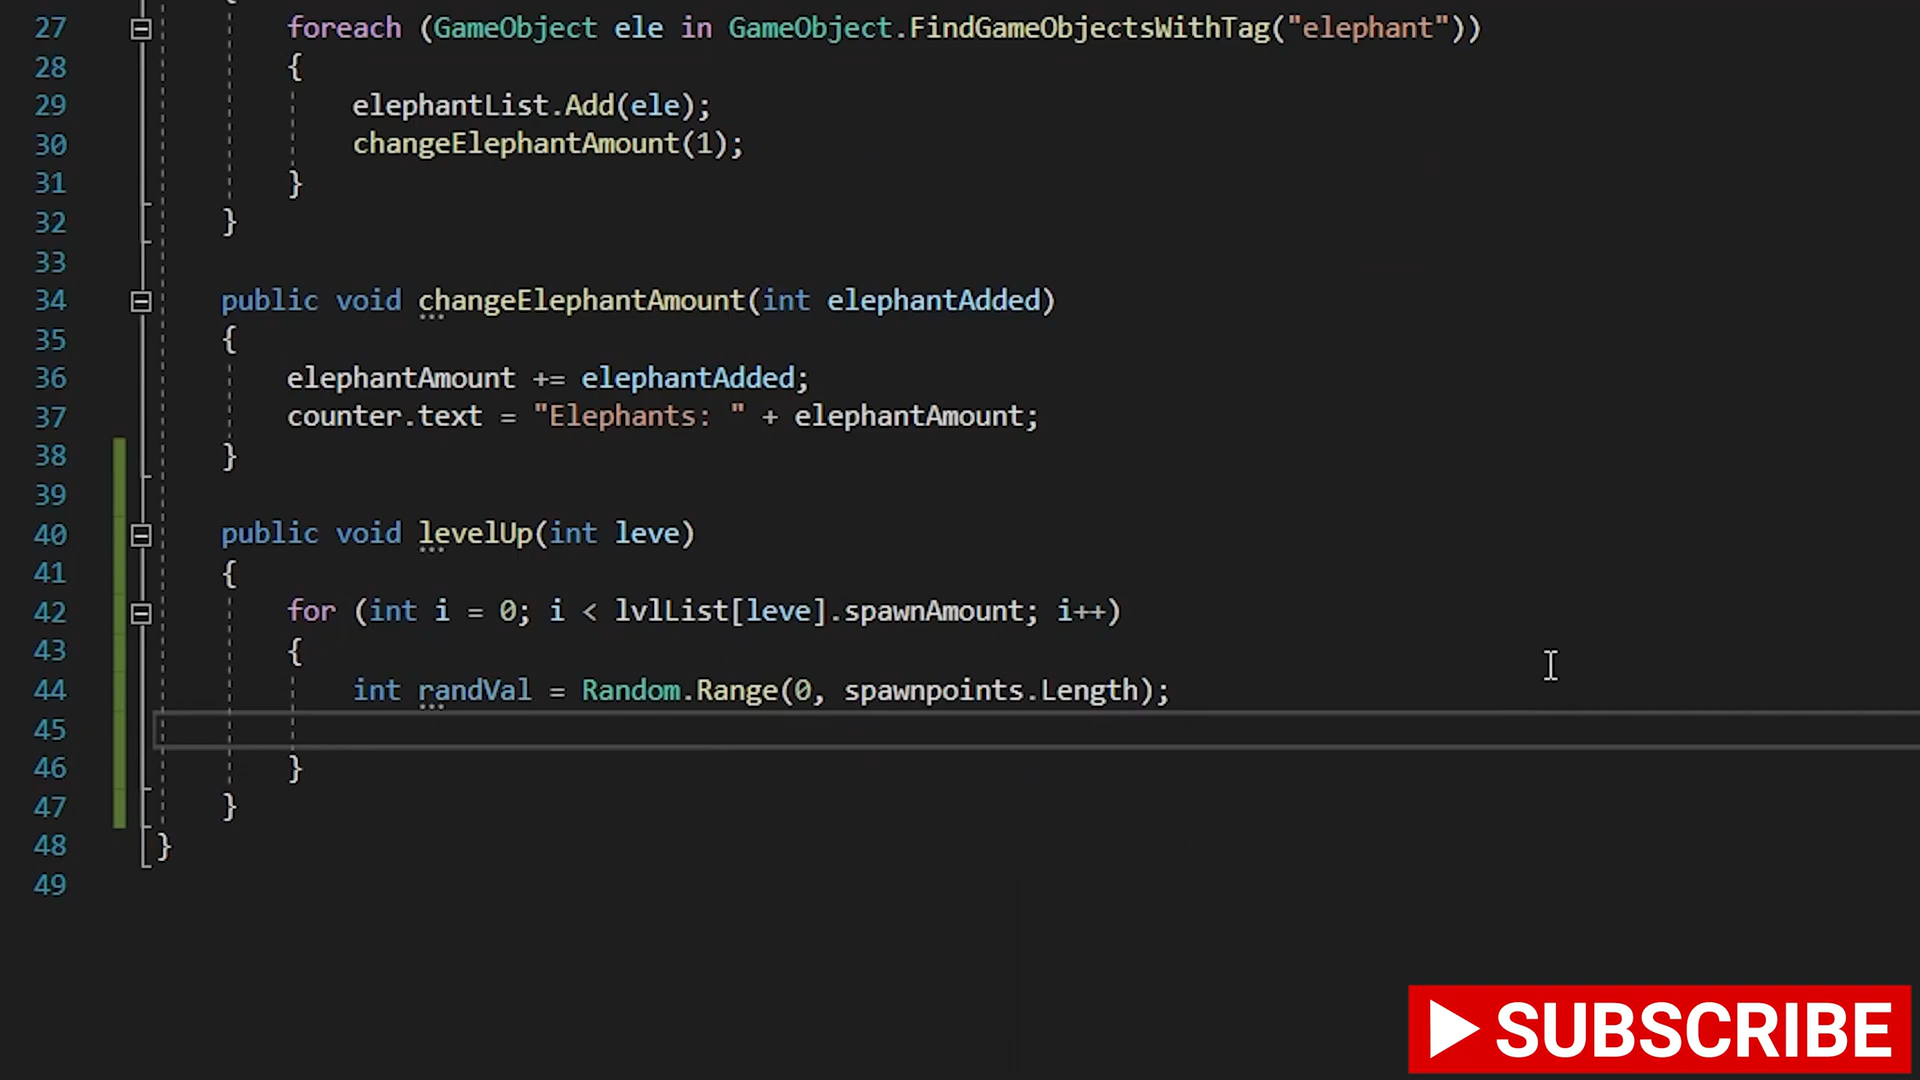 27 foreach (GameObject ele in GameObject.FindGameObjectsWithTag("elephant"))
28 {
29 elephantList.Add(ele);
30 changeElephantAmount(1);
31 }
32 }
33
34 public void changeElephantAmount(int elephantAdded)
35 {
36 elephantAmount += elephantAdded;
37 counter.text = "Elephants: " + elephantAmount;
38 }
39
40 public void levelUp(int leve)
41 {
42 for (int i = 0; i < lvlList[leve].spawnAmount; i++)
43 {
44 int randVal = Random.Range(0, spawnpoints.Length);
45
46 }
47 }
48 }
49
SUBSCRIBE